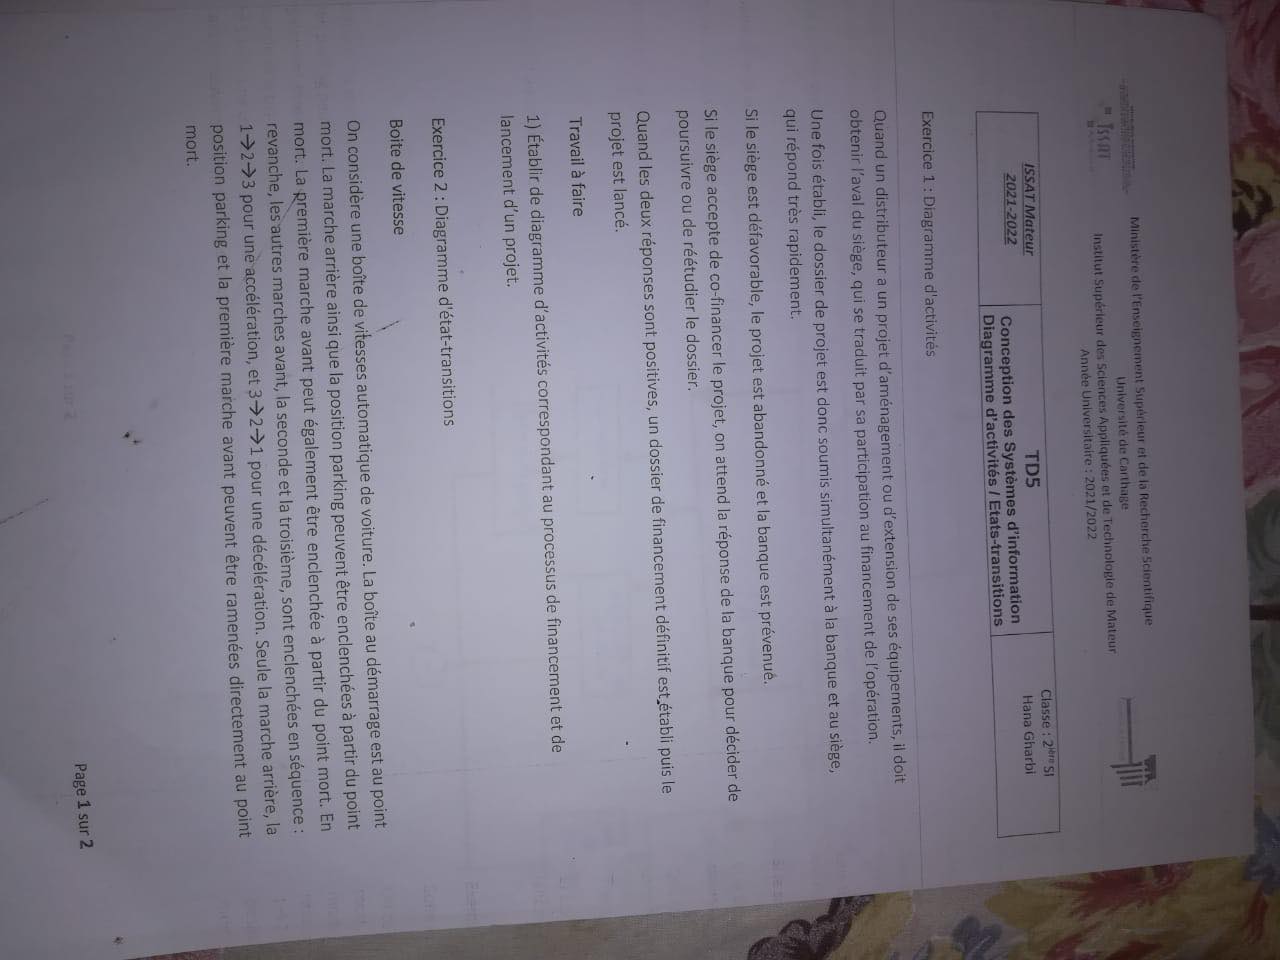 Ministère de l'Enseignement Supérieur et de la Recherche Scientifique
Université de Carthage
Institut Supérieur des Sciences Appliquées et de Technologie de Mateur
Année Universitaire : 2021/2022
ISSAT
ISSAT Mateur
2021-2022
TD5
Conception des Systèmes d'information
Diagramme d'activités / Etats-transitions
Classe : 2ière SI
Hana Gharbi
Exercice 1 : Diagramme d'activités
Quand un distributeur a un projet d'aménagement ou d'extension de ses équipements, il doit
obtenir l'aval du siège, qui se traduit par sa participation au financement de l'opération.
Une fois établi, le dossier de projet est donc soumis simultanément à la banque et au siège,
qui répond très rapidement.
Si le siège est défavorable, le projet est abandonné et la banque est prévenue.
Si le siège accepte de co-financer le projet, on attend la réponse de la banque pour décider de
poursuivre ou de réétudier le dossier.
Quand les deux réponses sont positives, un dossier de financement définitif est établi puis le
projet est lancé.
Travail à faire
1) Établir de diagramme d'activités correspondant au processus de financement et de
lancement d'un projet.
Exercice 2 : Diagramme d'état-transitions
Boite de vitesse
On considère une boîte de vitesses automatique de voiture. La boîte au démarrage est au point
mort. La marche arrière ainsi que la position parking peuvent être enclenchées à partir du point
mort. La première marche avant peut également être enclenchée à partir du point mort. En
revanche, les autres marches avant, la seconde et la troisième, sont enclenchées en séquence :
1→2→3 pour une accélération, et 3→2→1 pour une décélération. Seule la marche arrière, la
position parking et la première marche avant peuvent être ramenées directement au point
mort.
Page 1 sur 2